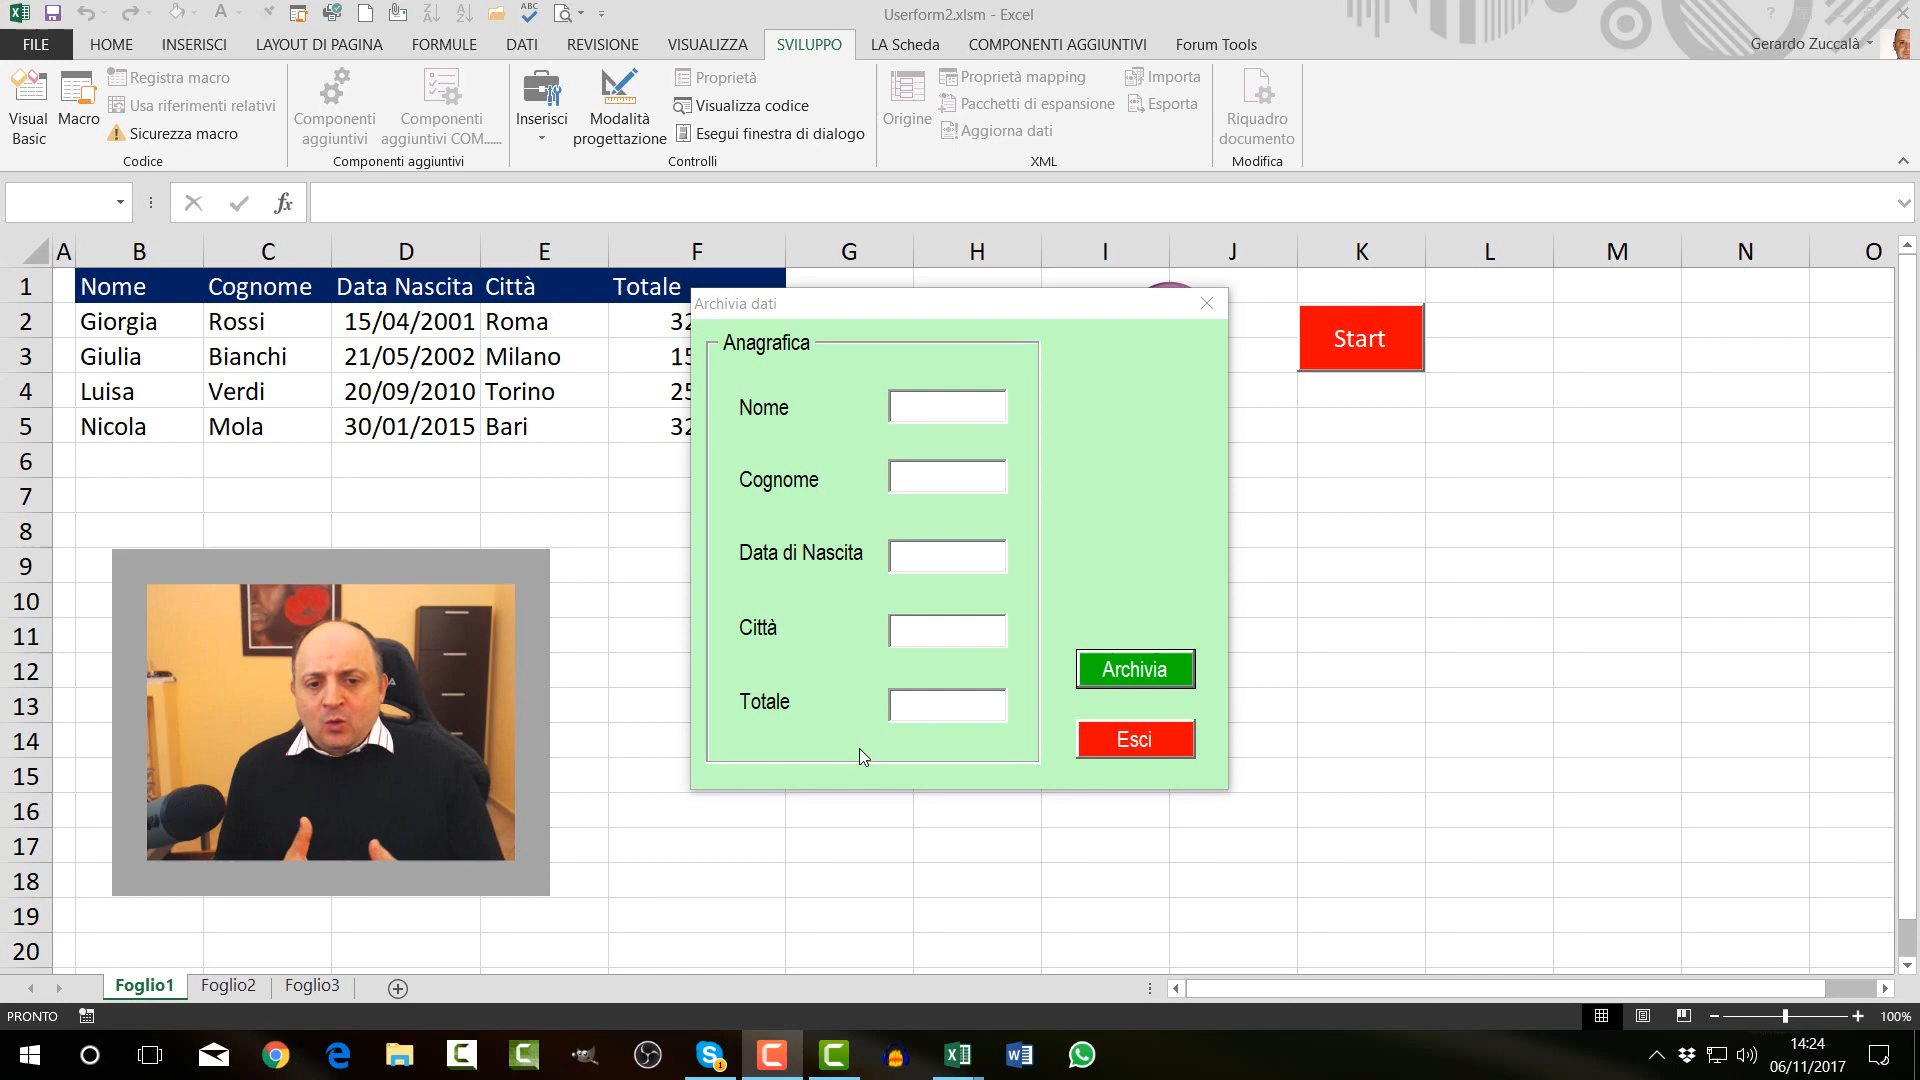 Userform2.xlsm - Excel
FILE HOME INSERISCI LAYOUT DI PAGINA FORMULE DATI REVISIONE VISUALIZZA SVILUPPO LA Scheda COMPONENTI AGGIUNTIVI Forum Tools Gerardo Zuccalà
Visual Basic
Macro
Registra macro
Usa riferimenti relativi
Sicurezza macro
Codice
Componenti aggiuntivi
Componenti aggiuntivi COM......
Componenti aggiuntivi
Inserisci
Modalità progettazione
Proprietà
Visualizza codice
Esegui finestra di dialogo
Controlli
Origine
Proprietà mapping
Pacchetti di espansione
Aggiorna dati
Importa
Esporta
XML
Riquadro documento
Modifica
fx
A B C D E F G H I J K L M N O
1 Nome Cognome Data Nascita Città Totale
2 Giorgia Rossi 15/04/2001 Roma 32
3 Giulia Bianchi 21/05/2002 Milano 15
4 Luisa Verdi 20/09/2010 Torino 25
5 Nicola Mola 30/01/2015 Bari 32
6
7
8
9
10
11
12
13
14
15
16
17
18
19
20
Start
Archivia dati
Anagrafica
Nome
Cognome
Data di Nascita
Città
Totale
Archivia
Esci
Foglio1 Foglio2 Foglio3
PRONTO
100%
14:24
06/11/2017